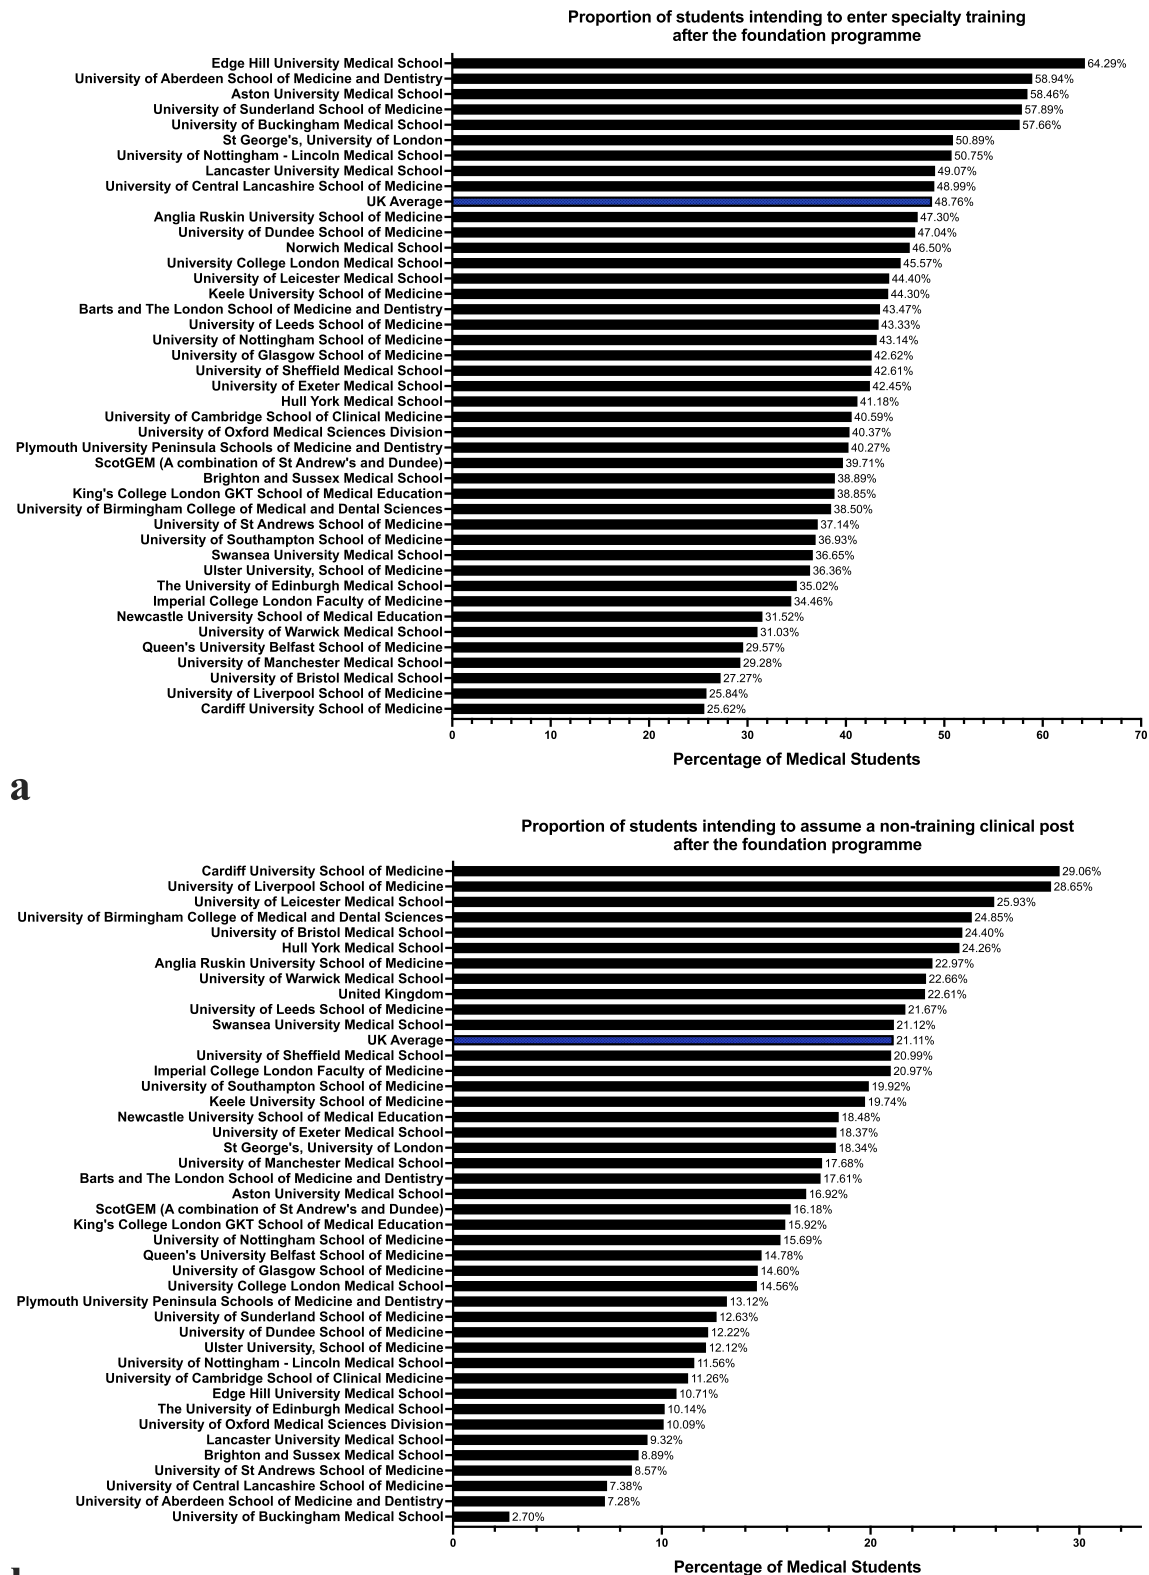 Proportion of students intending to enter specialty training
after the foundation programme
Edge Hill University Medical School 64.29%
University of Aberdeen School of Medicine and Dentistry 58.94%
Aston University Medical School 58.46%
University of Sunderland School of Medicine 57.89%
University of Buckingham Medical School 57.66%
St George's, University of London 50.89%
University of Nottingham - Lincoln Medical School 50.75%
Lancaster University Medical School 49.07%
University of Central Lancashire School of Medicine 48.99%
UK Average 48.76%
Anglia Ruskin University School of Medicine 47.30%
University of Dundee School of Medicine 47.04%
Norwich Medical School 46.50%
University College London Medical School 45.57%
University of Leicester Medical School 44.40%
Keele University School of Medicine 44.30%
Barts and The London School of Medicine and Dentistry 43.47%
University of Leeds School of Medicine 43.33%
University of Nottingham School of Medicine 43.14%
University of Glasgow School of Medicine 42.62%
University of Sheffield Medical School 42.61%
University of Exeter Medical School 42.45%
Hull York Medical School 41.18%
University of Cambridge School of Clinical Medicine 40.59%
University of Oxford Medical Sciences Division 40.37%
Plymouth University Peninsula Schools of Medicine and Dentistry 40.27%
ScotGEM (A combination of St Andrew's and Dundee) 39.71%
Brighton and Sussex Medical School 38.89%
King's College London GKT School of Medical Education 38.85%
University of Birmingham College of Medical and Dental Sciences 38.50%
University of St Andrews School of Medicine 37.14%
University of Southampton School of Medicine 36.93%
Swansea University Medical School 36.65%
Ulster University, School of Medicine 36.36%
The University of Edinburgh Medical School 35.02%
Imperial College London Faculty of Medicine 34.46%
Newcastle University School of Medical Education 31.52%
University of Warwick Medical School 31.03%
Queen's University Belfast School of Medicine 29.57%
University of Manchester Medical School 29.28%
University of Bristol Medical School 27.27%
University of Liverpool School of Medicine 25.84%
Cardiff University School of Medicine 25.62%
0 10 20 30 40 50 60 70
Percentage of Medical Students
a
Proportion of students intending to assume a non-training clinical post
after the foundation programme
Cardiff University School of Medicine 29.06%
University of Liverpool School of Medicine 28.65%
University of Leicester Medical School 25.93%
University of Birmingham College of Medical and Dental Sciences 24.85%
University of Bristol Medical School 24.40%
Hull York Medical School 24.26%
Anglia Ruskin University School of Medicine 22.97%
University of Warwick Medical School 22.66%
United Kingdom 22.61%
University of Leeds School of Medicine 21.67%
Swansea University Medical School 21.12%
UK Average 21.11%
University of Sheffield Medical School 20.99%
Imperial College London Faculty of Medicine 20.97%
University of Southampton School of Medicine 19.92%
Keele University School of Medicine 19.74%
Newcastle University School of Medical Education 18.48%
University of Exeter Medical School 18.37%
St George's, University of London 18.34%
University of Manchester Medical School 17.68%
Barts and The London School of Medicine and Dentistry 17.61%
Aston University Medical School 16.92%
ScotGEM (A combination of St Andrew's and Dundee) 16.18%
King's College London GKT School of Medical Education 15.92%
University of Nottingham School of Medicine 15.69%
Queen's University Belfast School of Medicine 14.78%
University of Glasgow School of Medicine 14.60%
University College London Medical School 14.56%
Plymouth University Peninsula Schools of Medicine and Dentistry 13.12%
University of Sunderland School of Medicine 12.63%
University of Dundee School of Medicine 12.22%
Ulster University, School of Medicine 12.12%
University of Nottingham - Lincoln Medical School 11.56%
University of Cambridge School of Clinical Medicine 11.26%
Edge Hill University Medical School 10.71%
The University of Edinburgh Medical School 10.14%
University of Oxford Medical Sciences Division 10.09%
Lancaster University Medical School 9.32%
Brighton and Sussex Medical School 8.89%
University of St Andrews School of Medicine 8.57%
University of Central Lancashire School of Medicine 7.38%
University of Aberdeen School of Medicine and Dentistry 7.28%
University of Buckingham Medical School 2.70%
0 10 20 30
Percentage of Medical Students